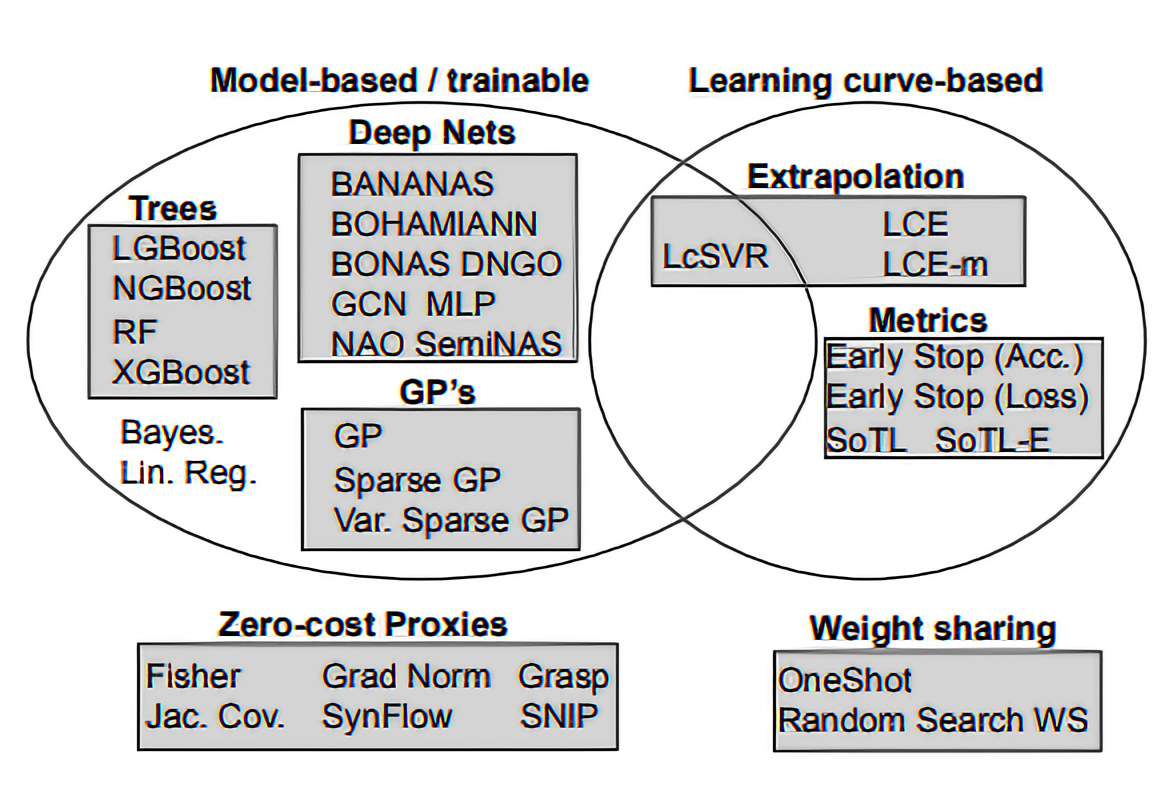 Model-based / trainable
Learning curve-based
Deep Nets
BANANAS
BOHAMIANN
BONAS DNGO
GCN MLP
NAO SemiNAS
Trees
LGBoost
NGBoost
RF
XGBoost
Bayes.
Lin. Reg.
GP's
GP
Sparse GP
Var. Sparse GP
Extrapolation
LcSVR
LCE
LCE-m
Metrics
Early Stop (Acc.)
Early Stop (Loss)
SoTL SoTL-E
Zero-cost Proxies
Fisher Grad Norm Grasp
Jac. Cov. SynFlow SNIP
Weight sharing
OneShot
Random Search WS